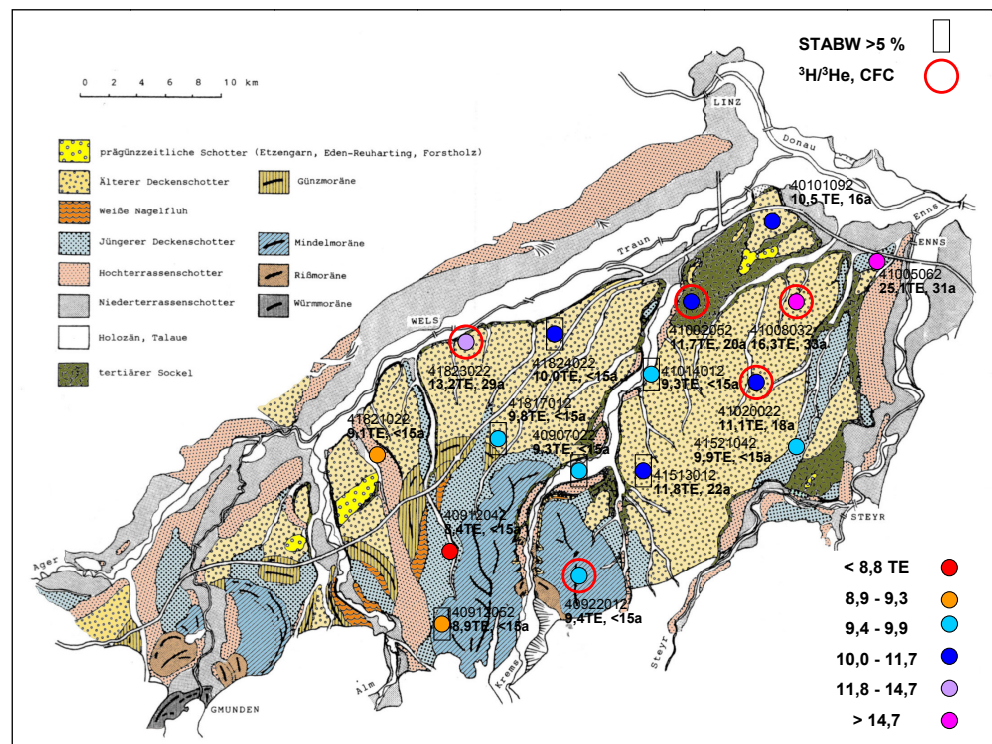 STABW >5 %
³H/³He, CFC
0 2 4 6 8 10 km
LINZ
Donau
prägünzzeitliche Schotter (Etzengarn, Eden-Reuharting, Forstholz)
Älterer Deckenschotter
Günzmoräne
Weiße Nagelfluh
Jüngerer Deckenschotter
Mindelmoräne
Hochterrassenschotter
Rißmoräne
Niederterrassenschotter
Würmmoräne
Holozän, Talaue
tertiärer Sockel
40101092
10,5 TE, 16a
Enns
ENNS
Traun
41005062
25.1TE, 31a
WELS
41002052
11.7TE, 20a
41008032
16,3TE, 33a
41823022
13.2TE, 29a
41824022
10.0TE, <15a
41014012
9.3TE, <15a
41817012
9.8TE, <15a
41020022
11.1TE, 18a
41821022
9,1TE, <15a
40907022
9.3TE, <15a
41521042
9.9TE, <15a
41513012
11.8TE, 22a
40912042
8.4TE, <15a
STEYR
Ager
40912052
8.9TE, <15a
40922012
9,4TE, <15a
Steyr
Krems
Alm
GMUNDEN
< 8,8 TE
8,9 - 9,3
9,4 - 9,9
10,0 - 11,7
11,8 - 14,7
> 14,7